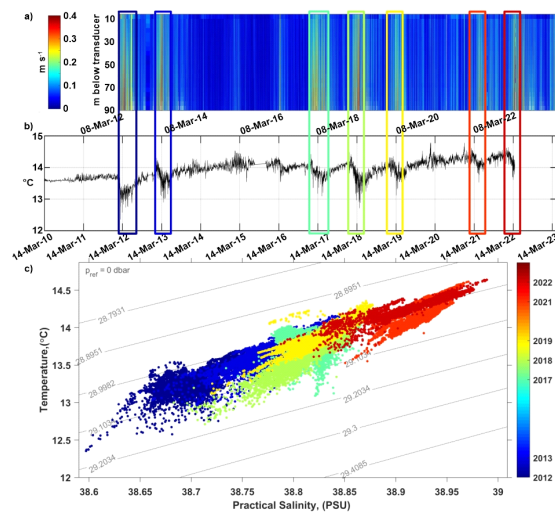 a)
0.4
0.3
0.2
0.1
0
m s⁻¹
10
30
50
70
90
m below transducer
08-Mar-12
08-Mar-14
08-Mar-16
08-Mar-18
08-Mar-20
08-Mar-22
b)
15
14
13
12
°C
14-Mar-10
14-Mar-11
14-Mar-12
14-Mar-13
14-Mar-14
14-Mar-15
14-Mar-16
14-Mar-17
14-Mar-18
14-Mar-19
14-Mar-20
14-Mar-21
14-Mar-22
14-Mar-23
c)
p_ref = 0 dbar
28.7931
28.8951
28.8951
28.9982
29.2034
29.2034
29.3
29.4085
14.5
14
13.5
13
12.5
12
Temperature,(°C)
38.6
38.65
38.7
38.75
38.8
38.85
38.9
38.95
39
Practical Salinity, (PSU)
2022
2021
2019
2018
2017
2013
2012